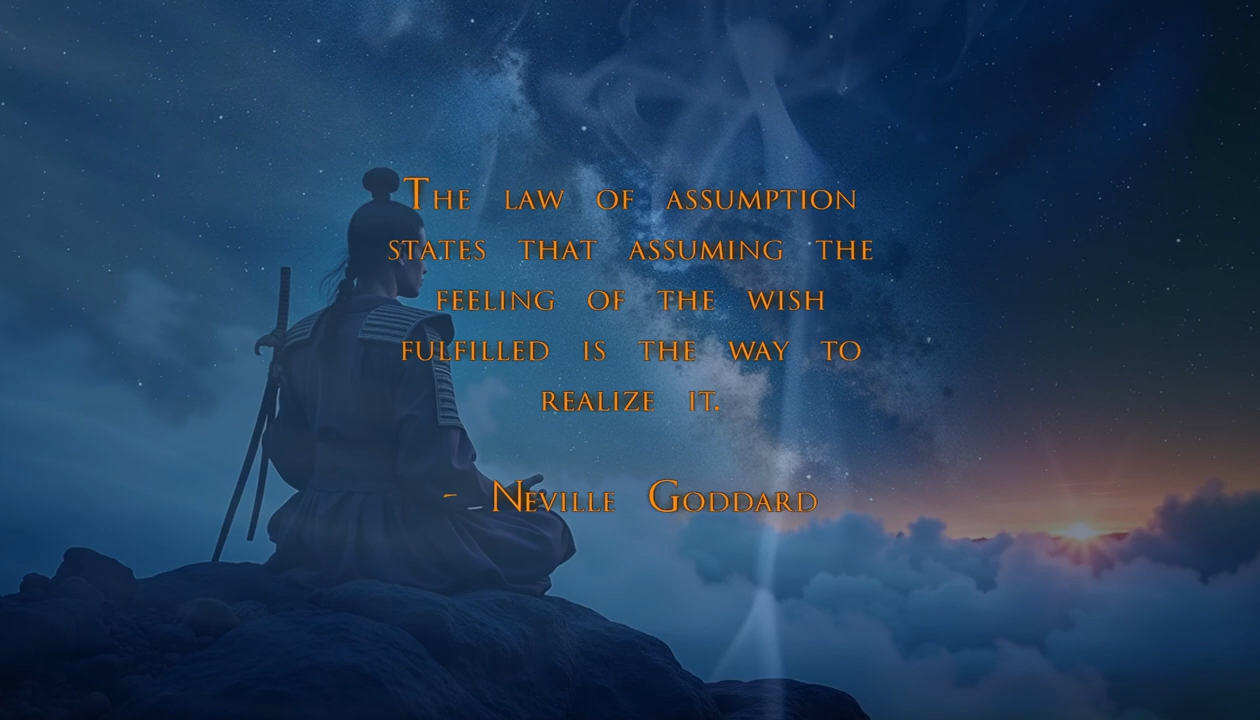 The law of assumption
states that assuming the
feeling of the wish
fulfilled is the way to
realize it.
- Neville Goddard